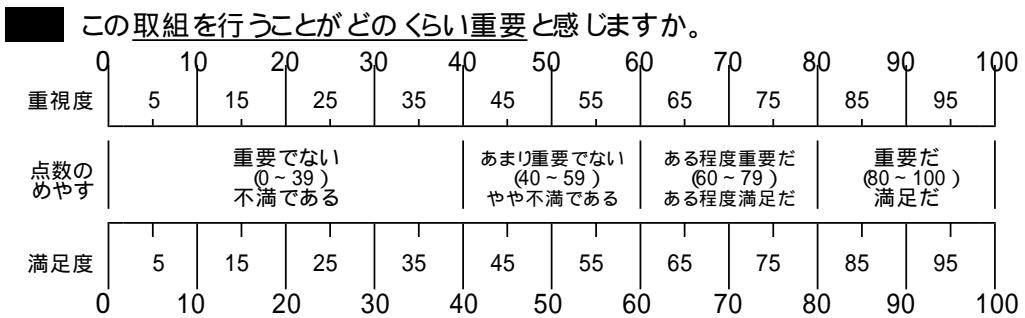 この取組を行うことがどのくらい重要と感じますか。
0 10 20 30 40 50 60 70 80 90 100
重視度 5 15 25 35 45 55 65 75 85 95
点数のめやす
重要でない
(0~39)
不満である
あまり重要でない
(40~59)
やや不満である
ある程度重要だ
(60~79)
ある程度満足だ
重要だ
(80~100)
満足だ
満足度 5 15 25 35 45 55 65 75 85 95
0 10 20 30 40 50 60 70 80 90 100